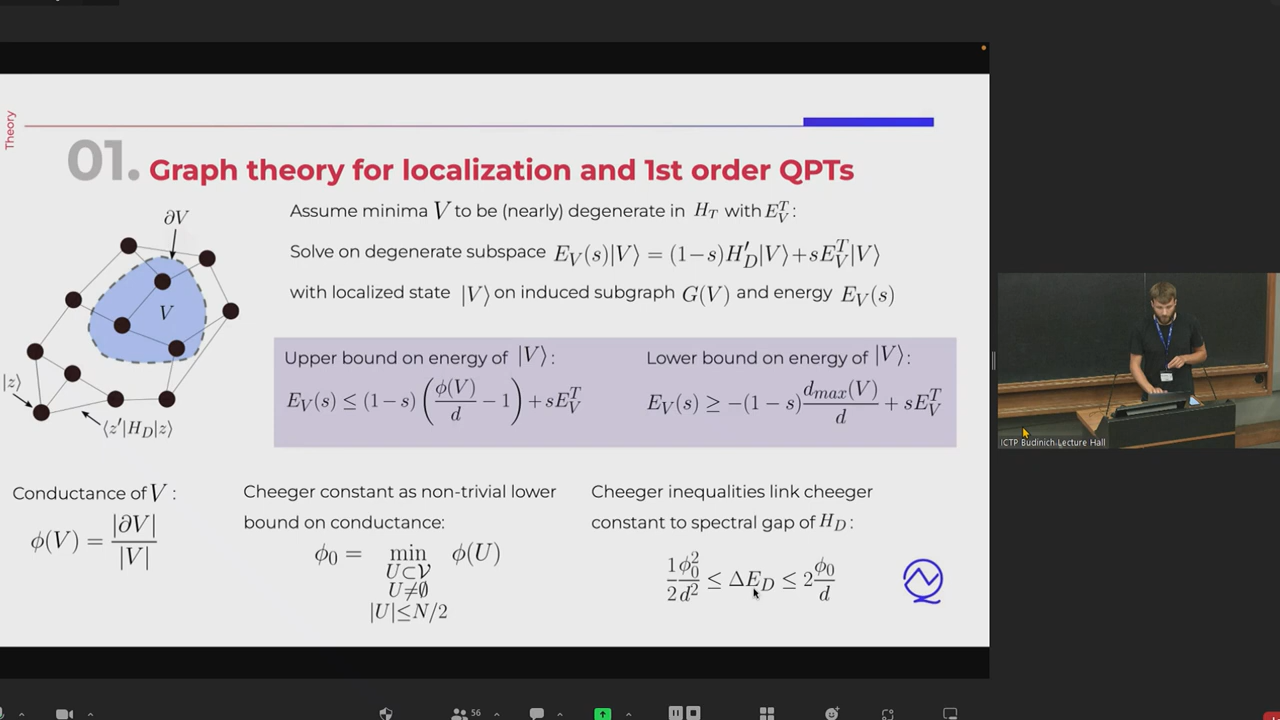 Theory
01. Graph theory for localization and 1st order QPTs
∂V
V
|z⟩
⟨z'|H_D|z⟩
Assume minima V to be (nearly) degenerate in H_T with E_V^T:
Solve on degenerate subspace E_V(s)|V⟩ = (1−s)H'_D|V⟩+sE_V^T|V⟩
with localized state |V⟩ on induced subgraph G(V) and energy E_V(s)
Upper bound on energy of |V⟩:
E_V(s) ≤ (1−s)(ϕ(V)/d − 1) + sE_V^T
Lower bound on energy of |V⟩:
E_V(s) ≥ −(1−s) d_max(V)/d + sE_V^T
Conductance of V:
ϕ(V) = |∂V|/|V|
Cheeger constant as non-trivial lower
bound on conductance:
ϕ_0 = min ϕ(U)
U⊂𝒱
U≠∅
|U|≤N/2
Cheeger inequalities link cheeger
constant to spectral gap of H_D:
1/2 ϕ_0^2/d^2 ≤ ΔE_D ≤ 2 ϕ_0/d
ICTP Budinich Lecture Hall
56